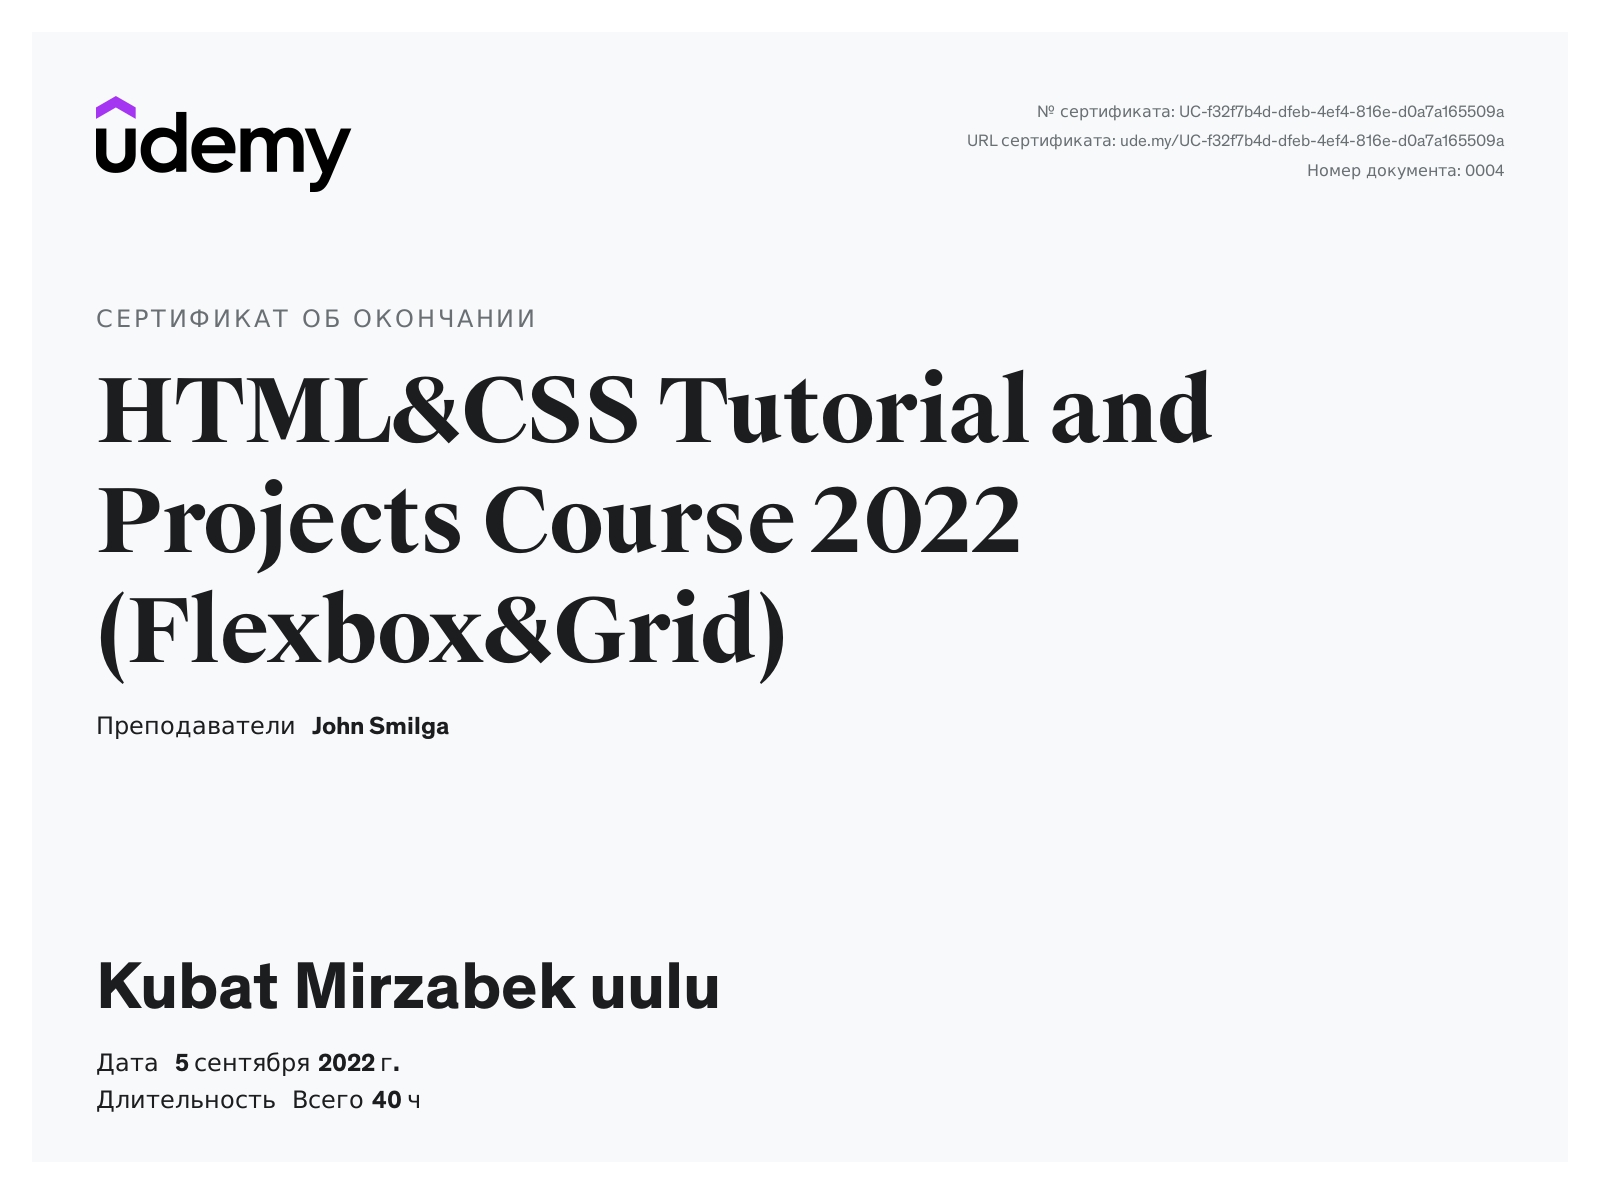 udemy
№ сертификата: UC-f32f7b4d-dfeb-4ef4-816e-d0a7a165509a
URL сертификата: ude.my/UC-f32f7b4d-dfeb-4ef4-816e-d0a7a165509a
Номер документа: 0004
СЕРТИФИКАТ ОБ ОКОНЧАНИИ
HTML&CSS Tutorial and
Projects Course 2022
(Flexbox&Grid)
Преподаватели John Smilga
Kubat Mirzabek uulu
Дата 5 сентября 2022 г.
Длительность Всего 40 ч